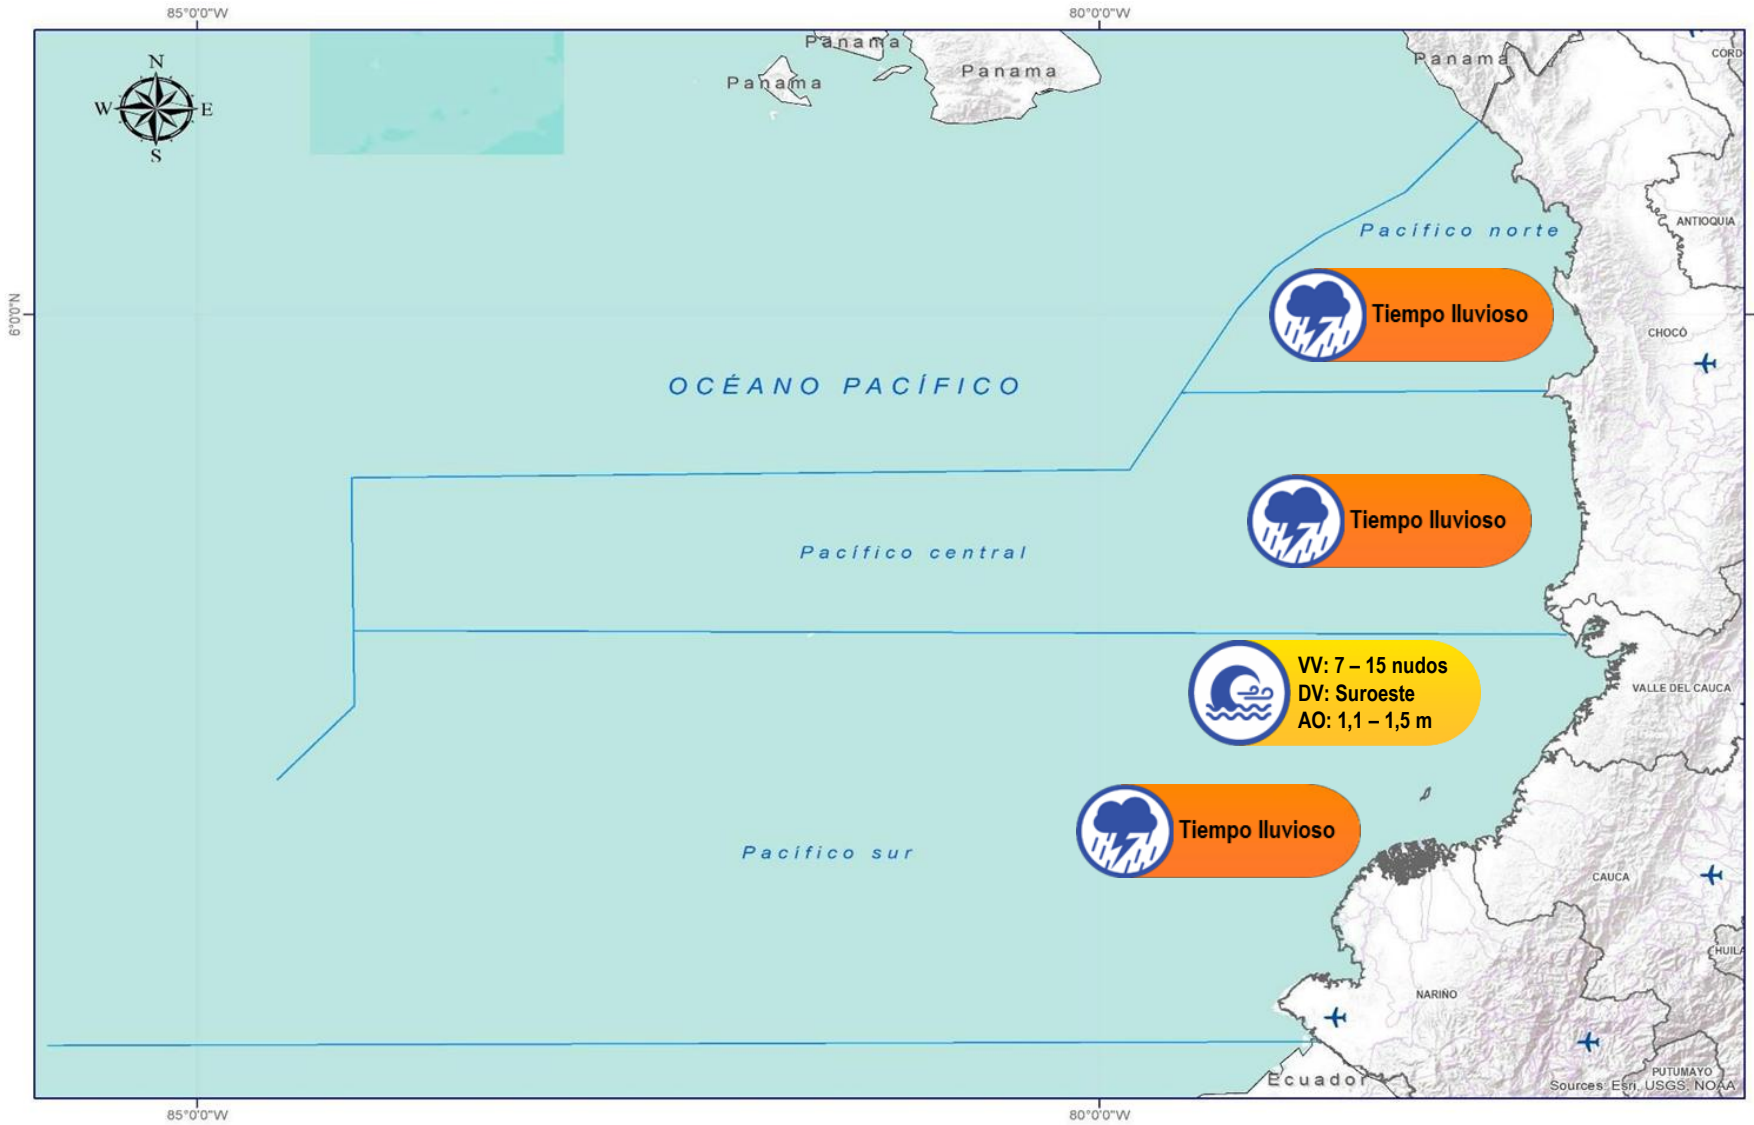 85°0'0"W
80°0'0"W
N
W
E
S
Panama
Panama
Panama
Panama
CÓRD
ANTIOQUIA
Pacífico norte
6°0'0"N
Tiempo lluvioso
CHOCÓ
OCÉANO PACÍFICO
Tiempo lluvioso
Pacífico central
VV: 7 – 15 nudos
DV: Suroeste
AO: 1,1 – 1,5 m
VALLE DEL CAUCA
Tiempo lluvioso
Pacífico sur
CAUCA
HUILA
NARIÑO
Ecuador
PUTUMAYO
Sources: Esri, USGS, NOAA
85°0'0"W
80°0'0"W